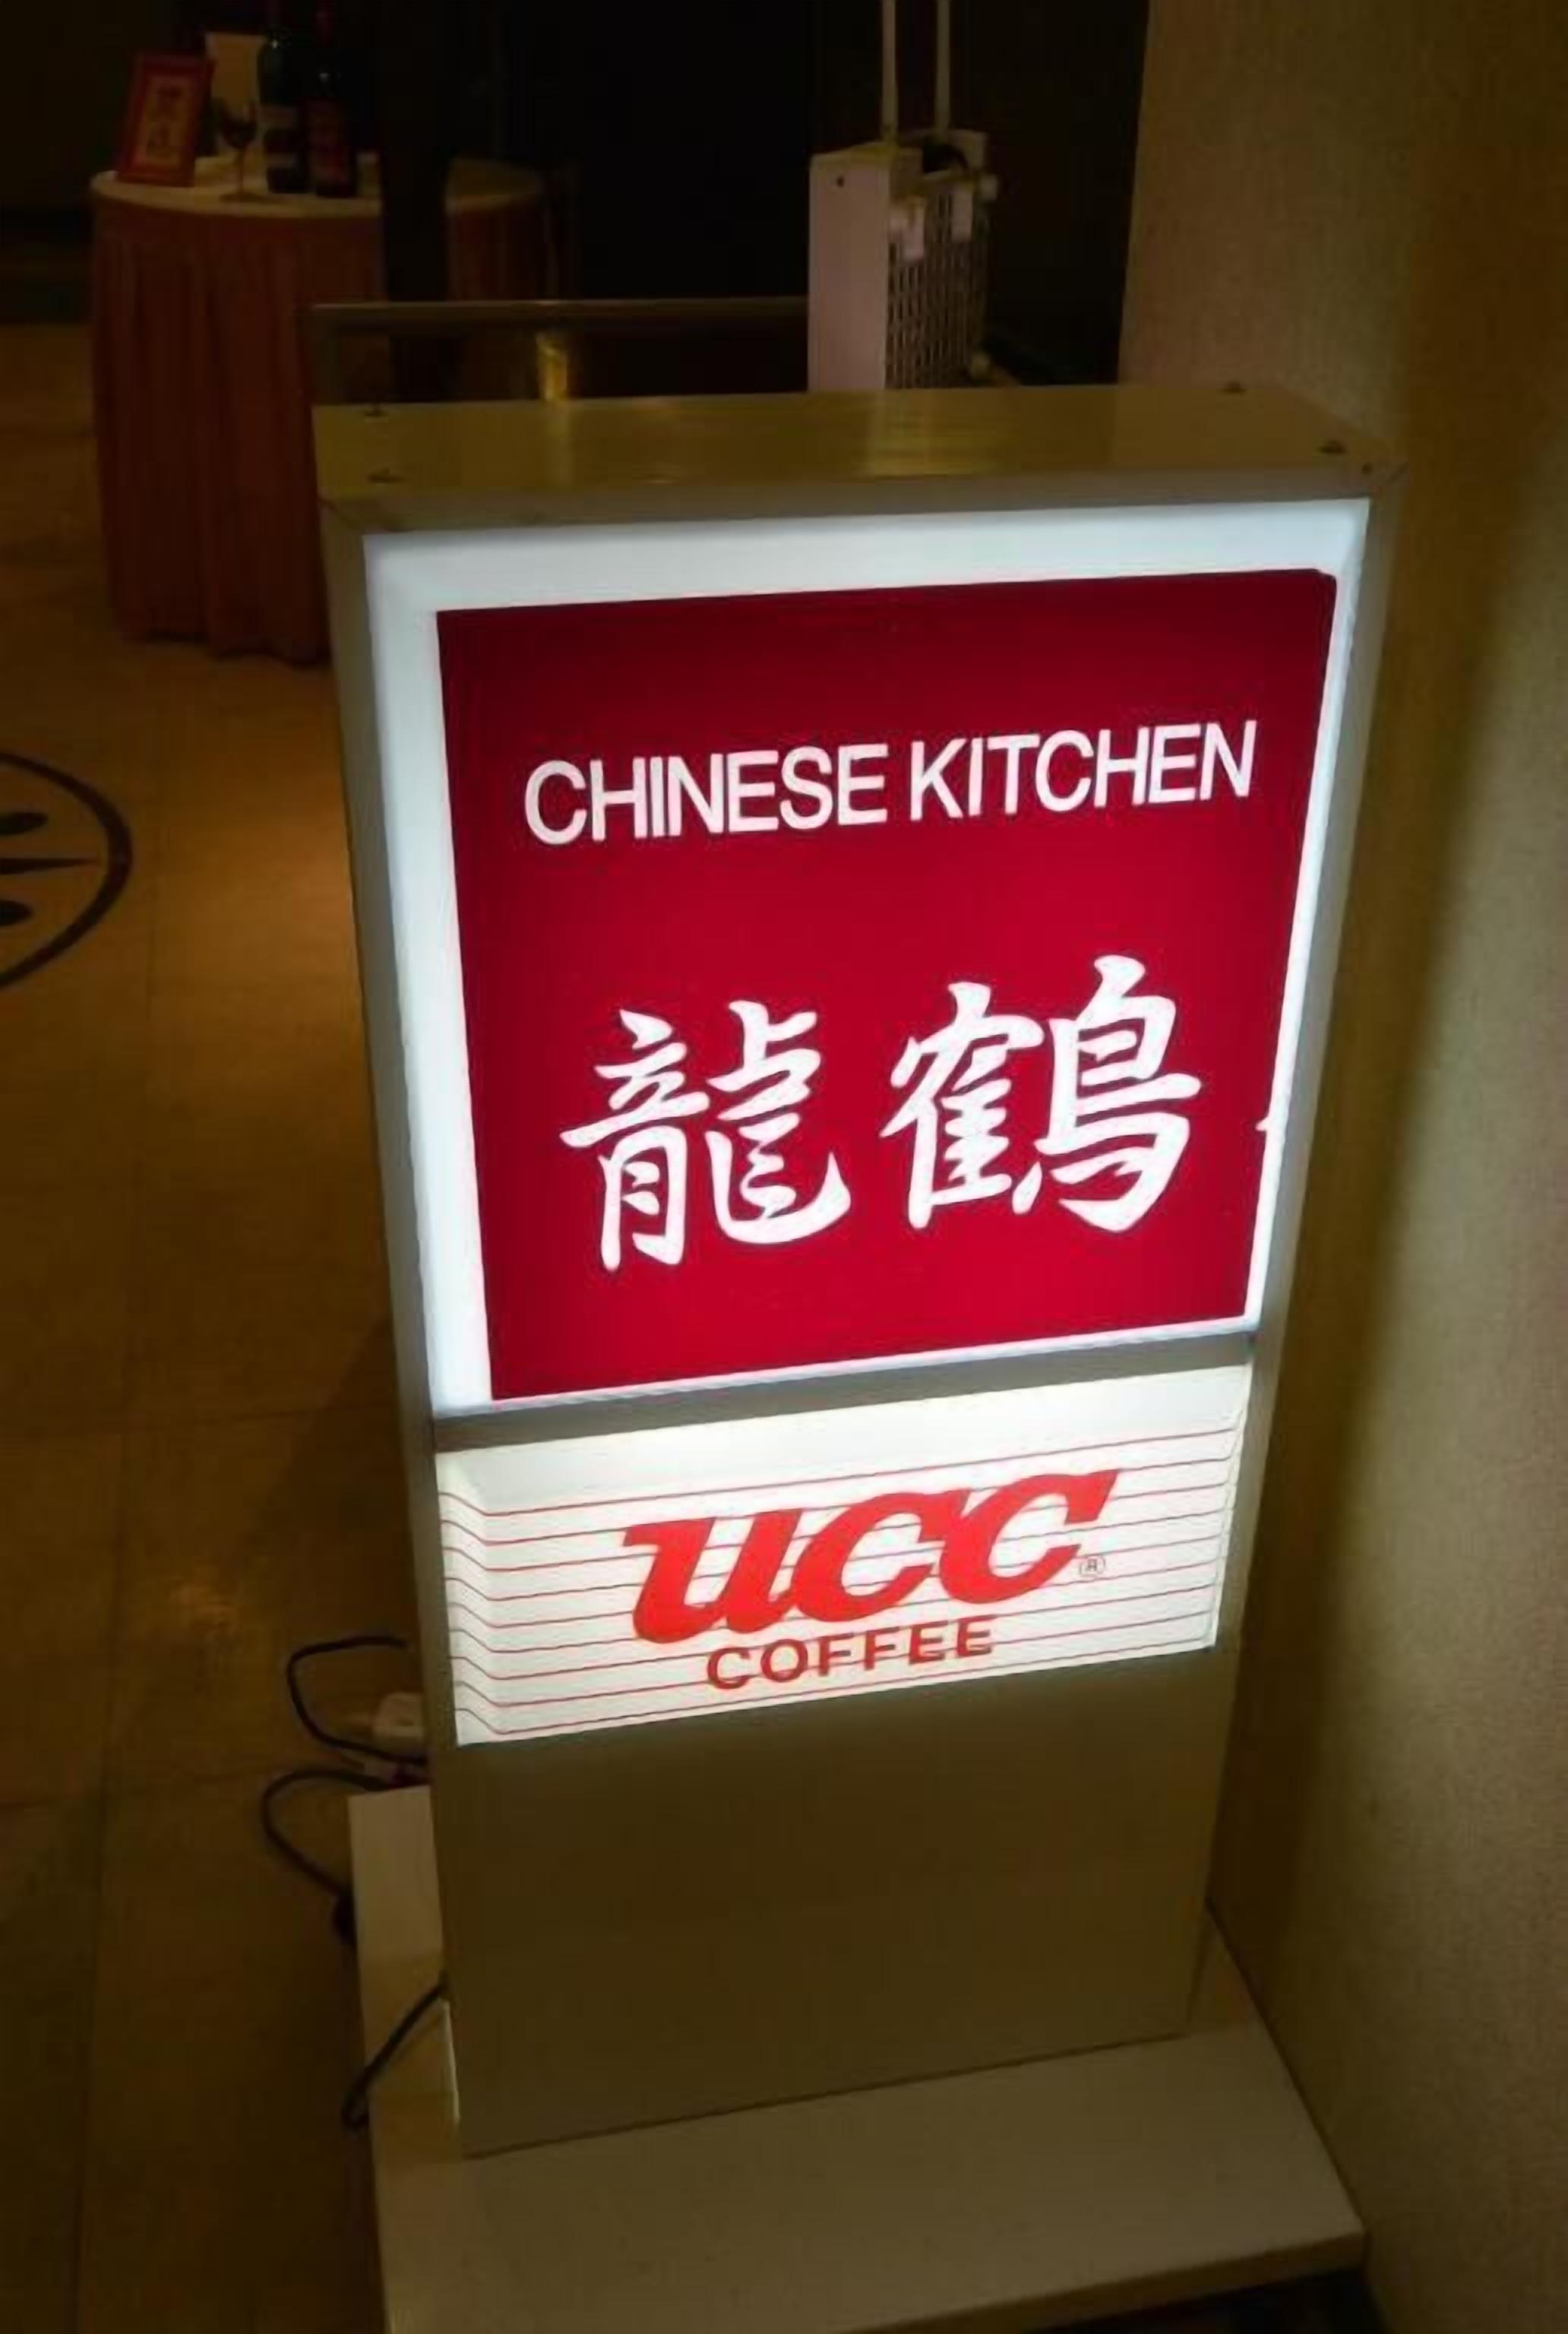 CHINESE KITCHEN
龍鶴
ucc
®
COFFEE